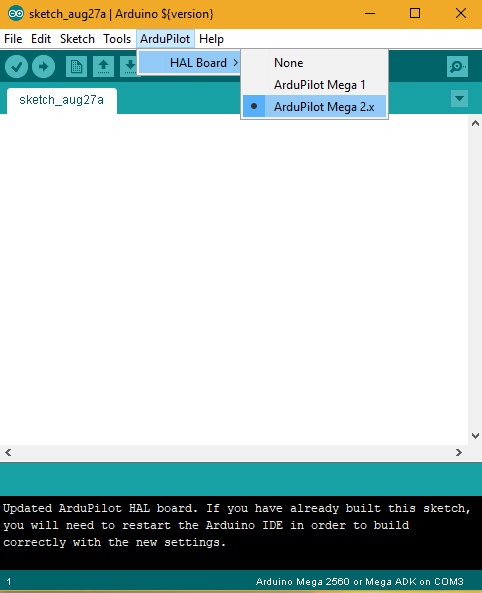 sketch_aug27a | Arduino ${version}
File Edit Sketch Tools ArduPilot Help
HAL Board
None
ArduPilot Mega 1
ArduPilot Mega 2.x
sketch_aug27a
Updated ArduPilot HAL board. If you have already built this sketch,
you will need to restart the Arduino IDE in order to build
correctly with the new settings.
1 Arduino Mega 2560 or Mega ADK on COM3